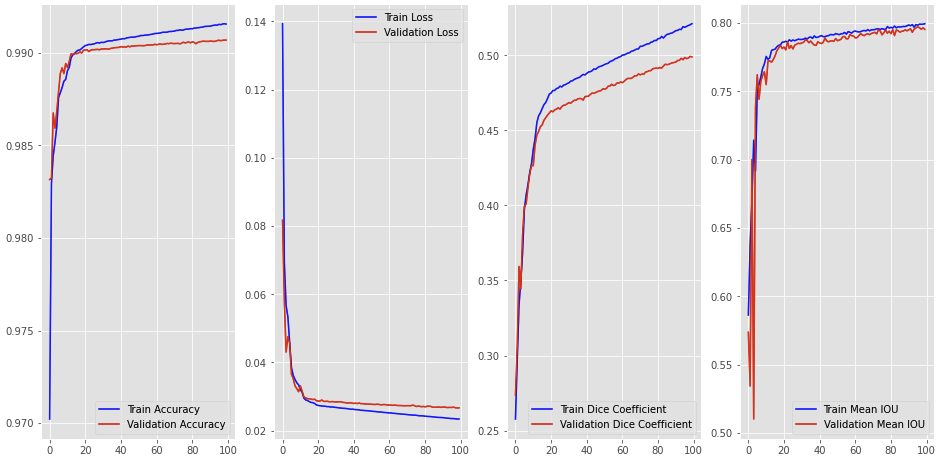 0.990
0.985
0.980
0.975
0.970
0 20 40 60 80 100
Train Accuracy
Validation Accuracy
0.14
0.12
0.10
0.08
0.06
0.04
0.02
0 20 40 60 80 100
Train Loss
Validation Loss
0.50
0.45
0.40
0.35
0.30
0.25
0 20 40 60 80 100
Train Dice Coefficient
Validation Dice Coefficient
0.80
0.75
0.70
0.65
0.60
0.55
0.50
0 20 40 60 80 100
Train Mean IOU
Validation Mean IOU